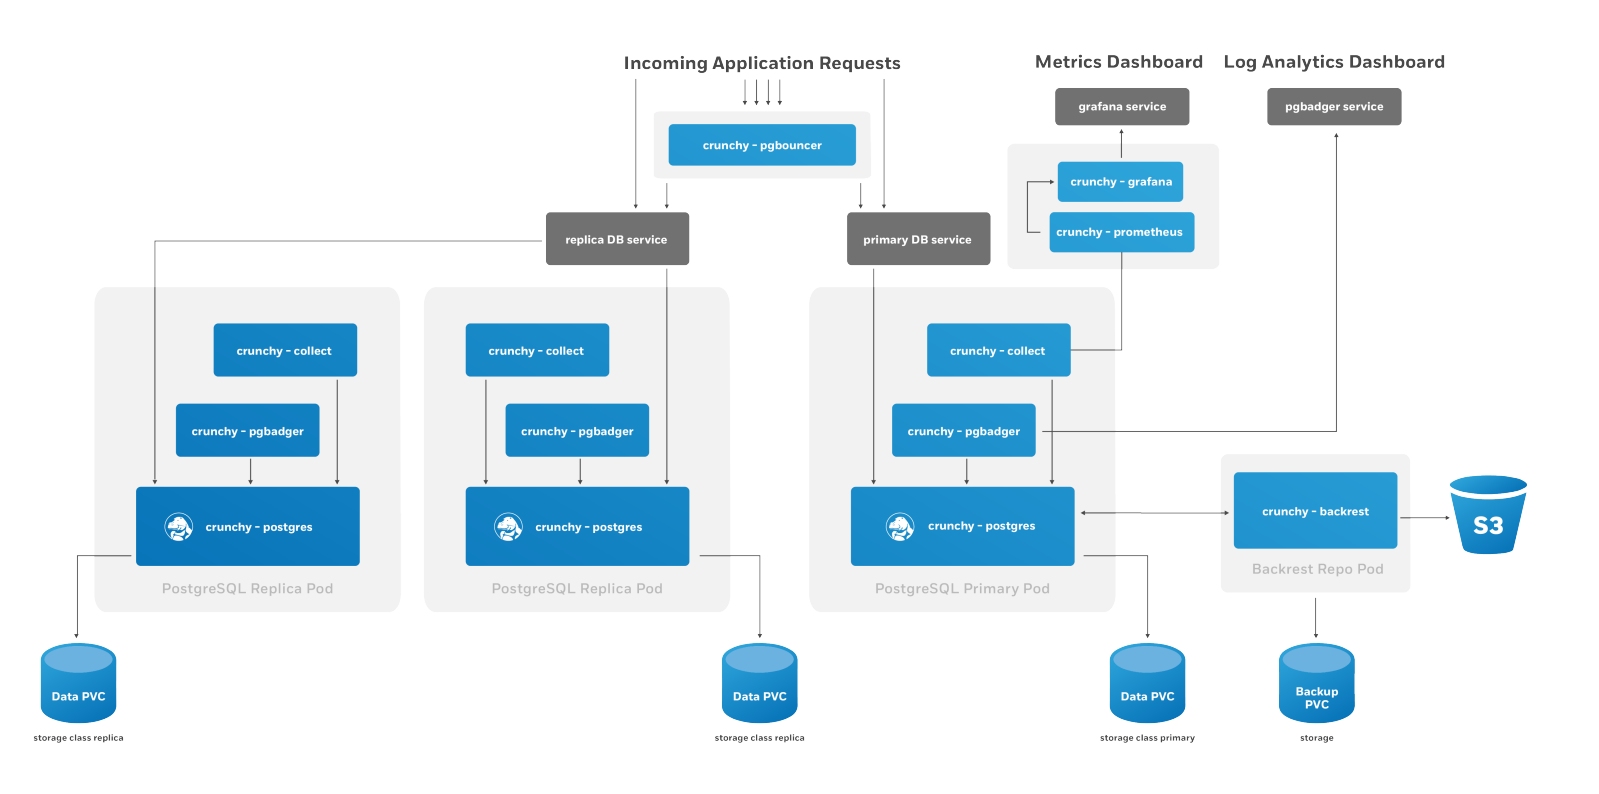 Incoming Application Requests
Metrics Dashboard
Log Analytics Dashboard
grafana service
pgbadger service
crunchy - pgbouncer
crunchy - grafana
crunchy - prometheus
replica DB service
primary DB service
crunchy - collect
crunchy - collect
crunchy - collect
crunchy - pgbadger
crunchy - pgbadger
crunchy - pgbadger
crunchy - postgres
crunchy - postgres
crunchy - postgres
crunchy - backrest
S3
PostgreSQL Replica Pod
PostgreSQL Replica Pod
PostgreSQL Primary Pod
Backrest Repo Pod
Data PVC
Data PVC
Data PVC
Backup
PVC
storage class replica
storage class replica
storage class primary
storage